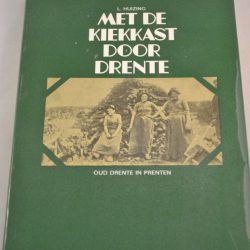 L. HUIZING
MET DE
KIEKKAST
DOOR
DRENTE
OUD DRENTE IN PRENTEN